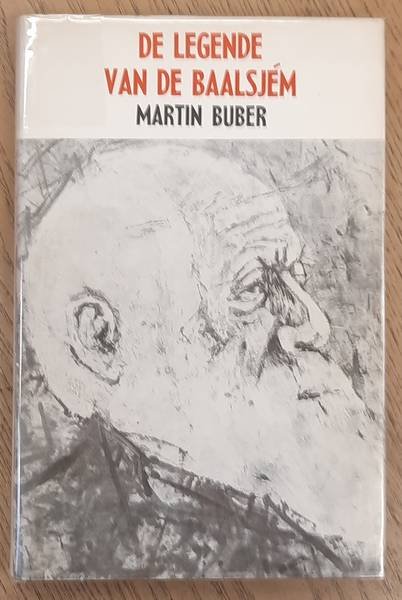 DE LEGENDE
VAN DE BAALSJÉM
MARTIN BUBER